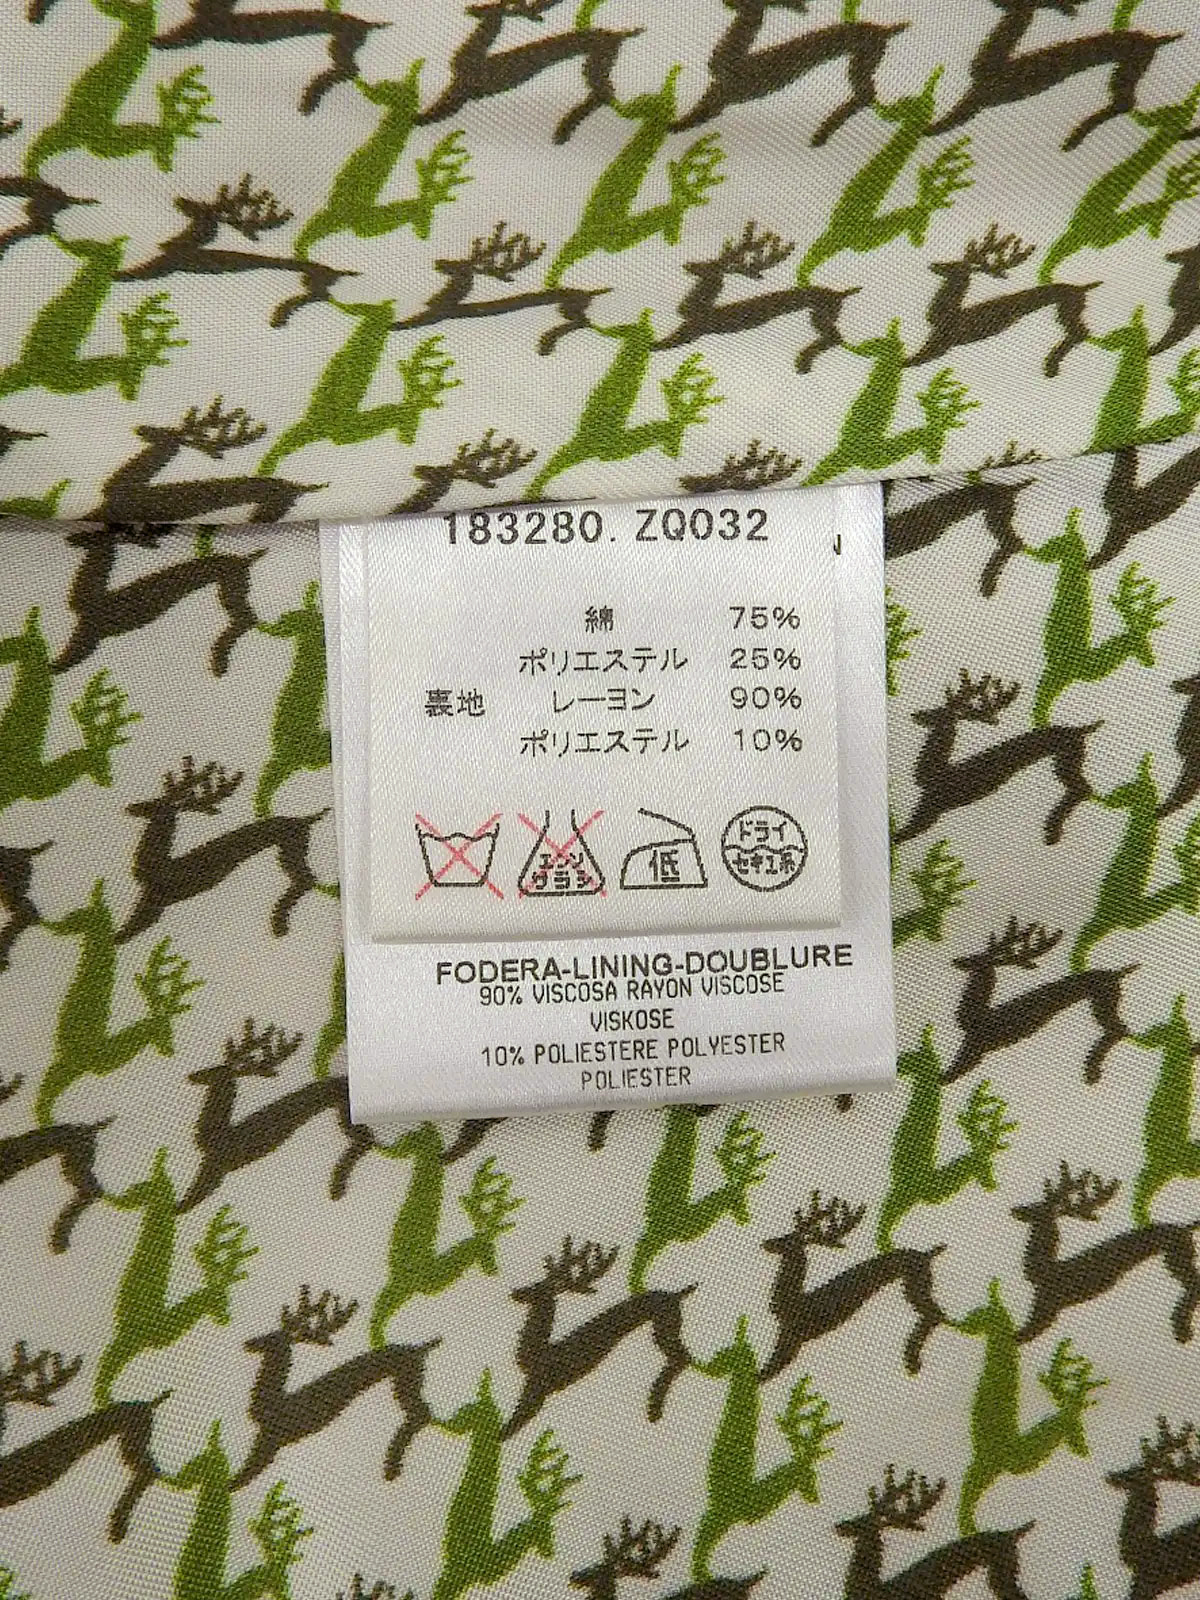 183280. ZQ032
綿 75%
ポリエステル 25%
裏地 レーヨン 90%
ポリエステル 10%
エンソ
サラシ
低
ドライ
セキユ系
FODERA-LINING-DOUBLURE
90% VISCOSA RAYON VISCOSE
VISKOSE
10% POLIESTERE POLYESTER
POLIESTER